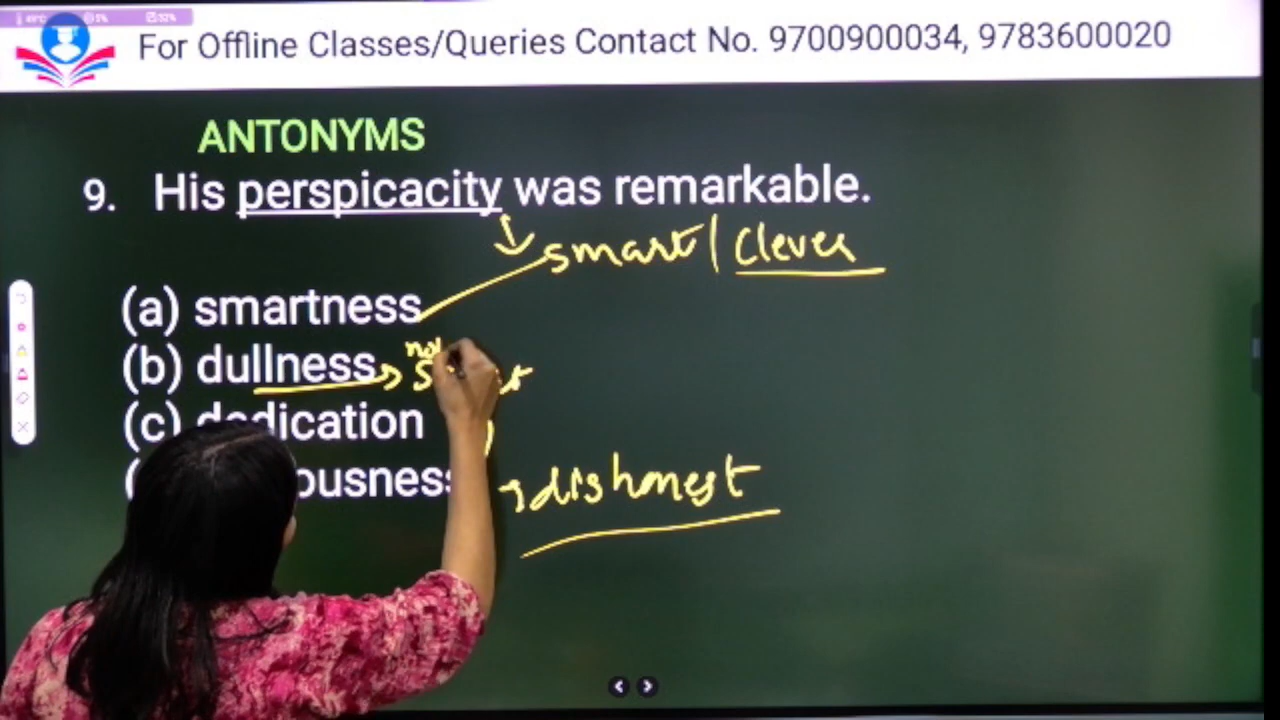 For Offline Classes/Queries Contact No. 9700900034, 9783600020
ANTONYMS
9. His perspicacity was remarkable.
smart | clever
(a) smartness
(b) dullness
not
(c) dedication
dishonest